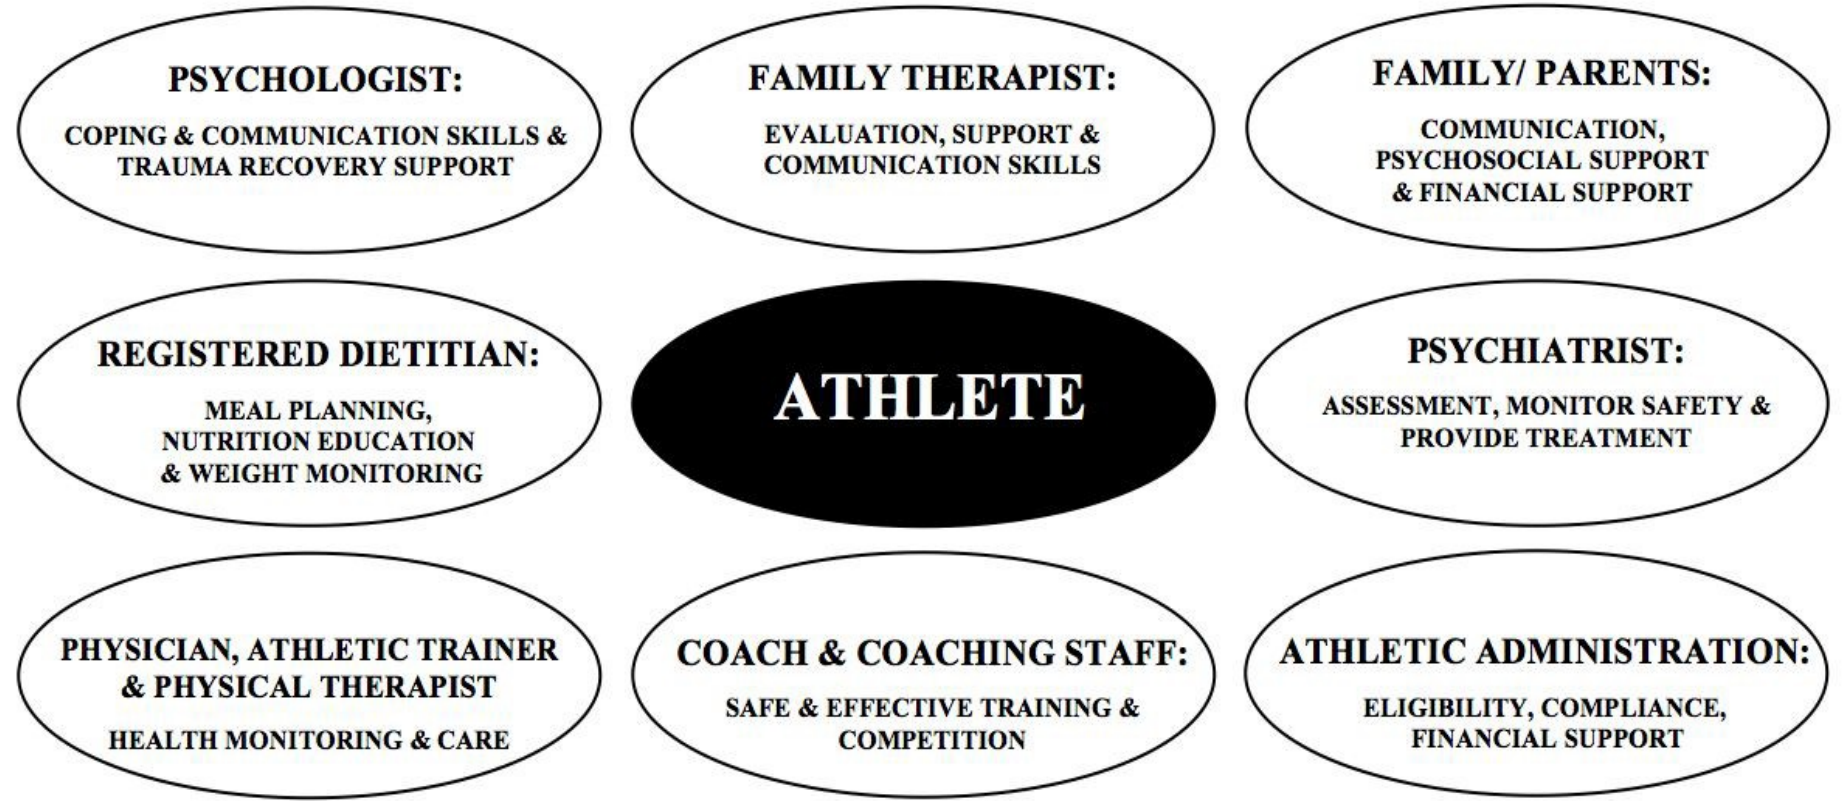 PSYCHOLOGIST:
COPING & COMMUNICATION SKILLS &
TRAUMA RECOVERY SUPPORT
FAMILY THERAPIST:
EVALUATION, SUPPORT &
COMMUNICATION SKILLS
FAMILY/ PARENTS:
COMMUNICATION,
PSYCHOSOCIAL SUPPORT
& FINANCIAL SUPPORT
REGISTERED DIETITIAN:
MEAL PLANNING,
NUTRITION EDUCATION
& WEIGHT MONITORING
ATHLETE
PSYCHIATRIST:
ASSESSMENT, MONITOR SAFETY &
PROVIDE TREATMENT
PHYSICIAN, ATHLETIC TRAINER
& PHYSICAL THERAPIST
HEALTH MONITORING & CARE
COACH & COACHING STAFF:
SAFE & EFFECTIVE TRAINING &
COMPETITION
ATHLETIC ADMINISTRATION:
ELIGIBILITY, COMPLIANCE,
FINANCIAL SUPPORT